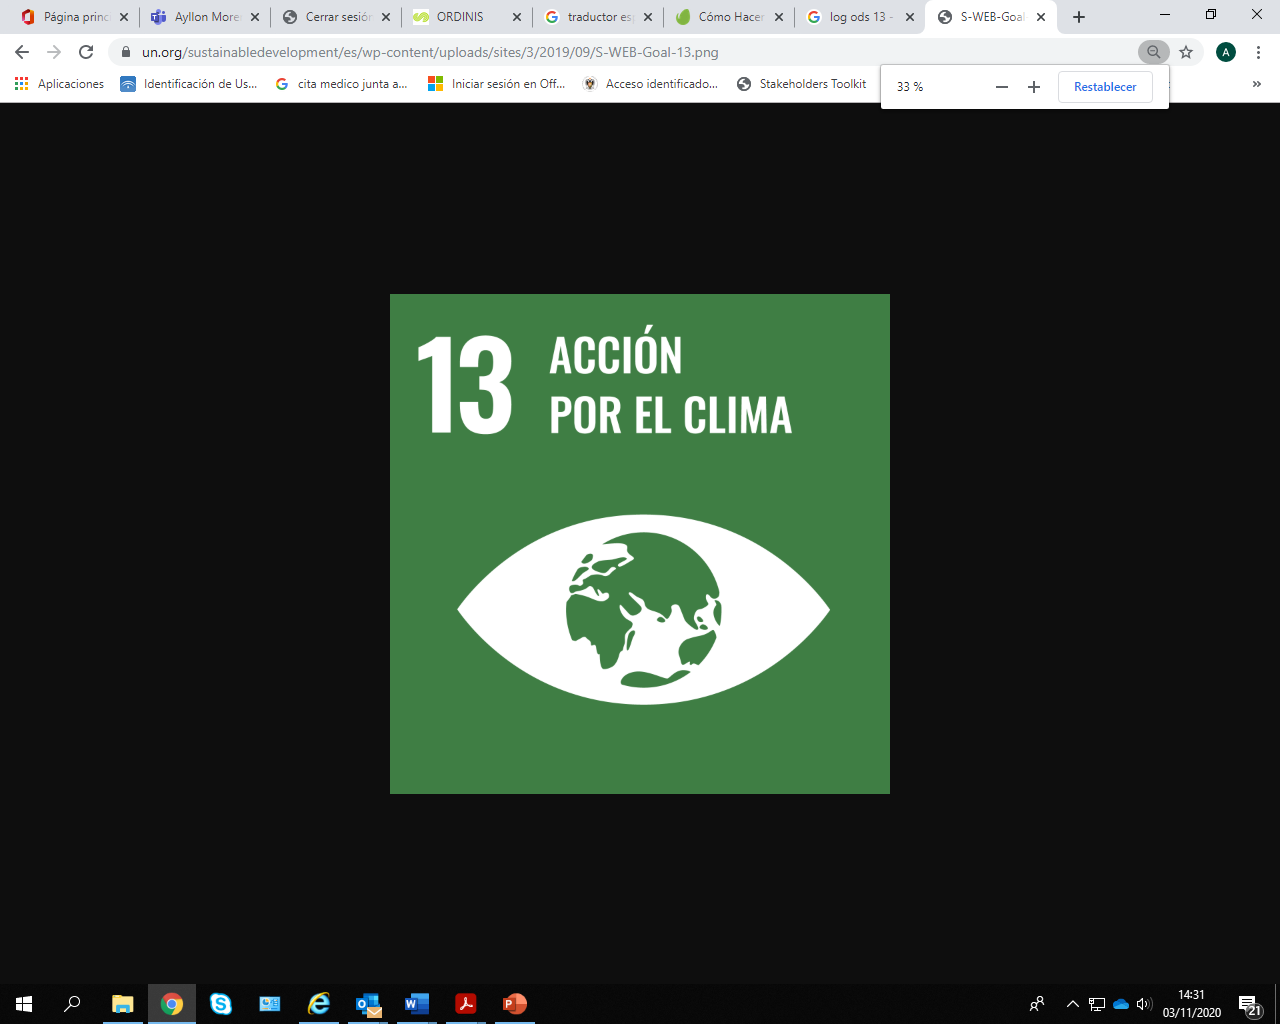 Página princ
Ayllon More
Cerrar sesión
ORDINIS
traductor esp
Cómo Hacer
log ods 13 -
S-WEB-Goal
un.org/sustainabledevelopment/es/wp-content/uploads/sites/3/2019/09/S-WEB-Goal-13.png
A
Aplicaciones
Identificación de Us...
cita medico junta a...
Iniciar sesión en Off...
Acceso identificado...
Stakeholders Toolkit
33 %
Restablecer
13
ACCIÓN
POR EL CLIMA
14:31
03/11/2020
21